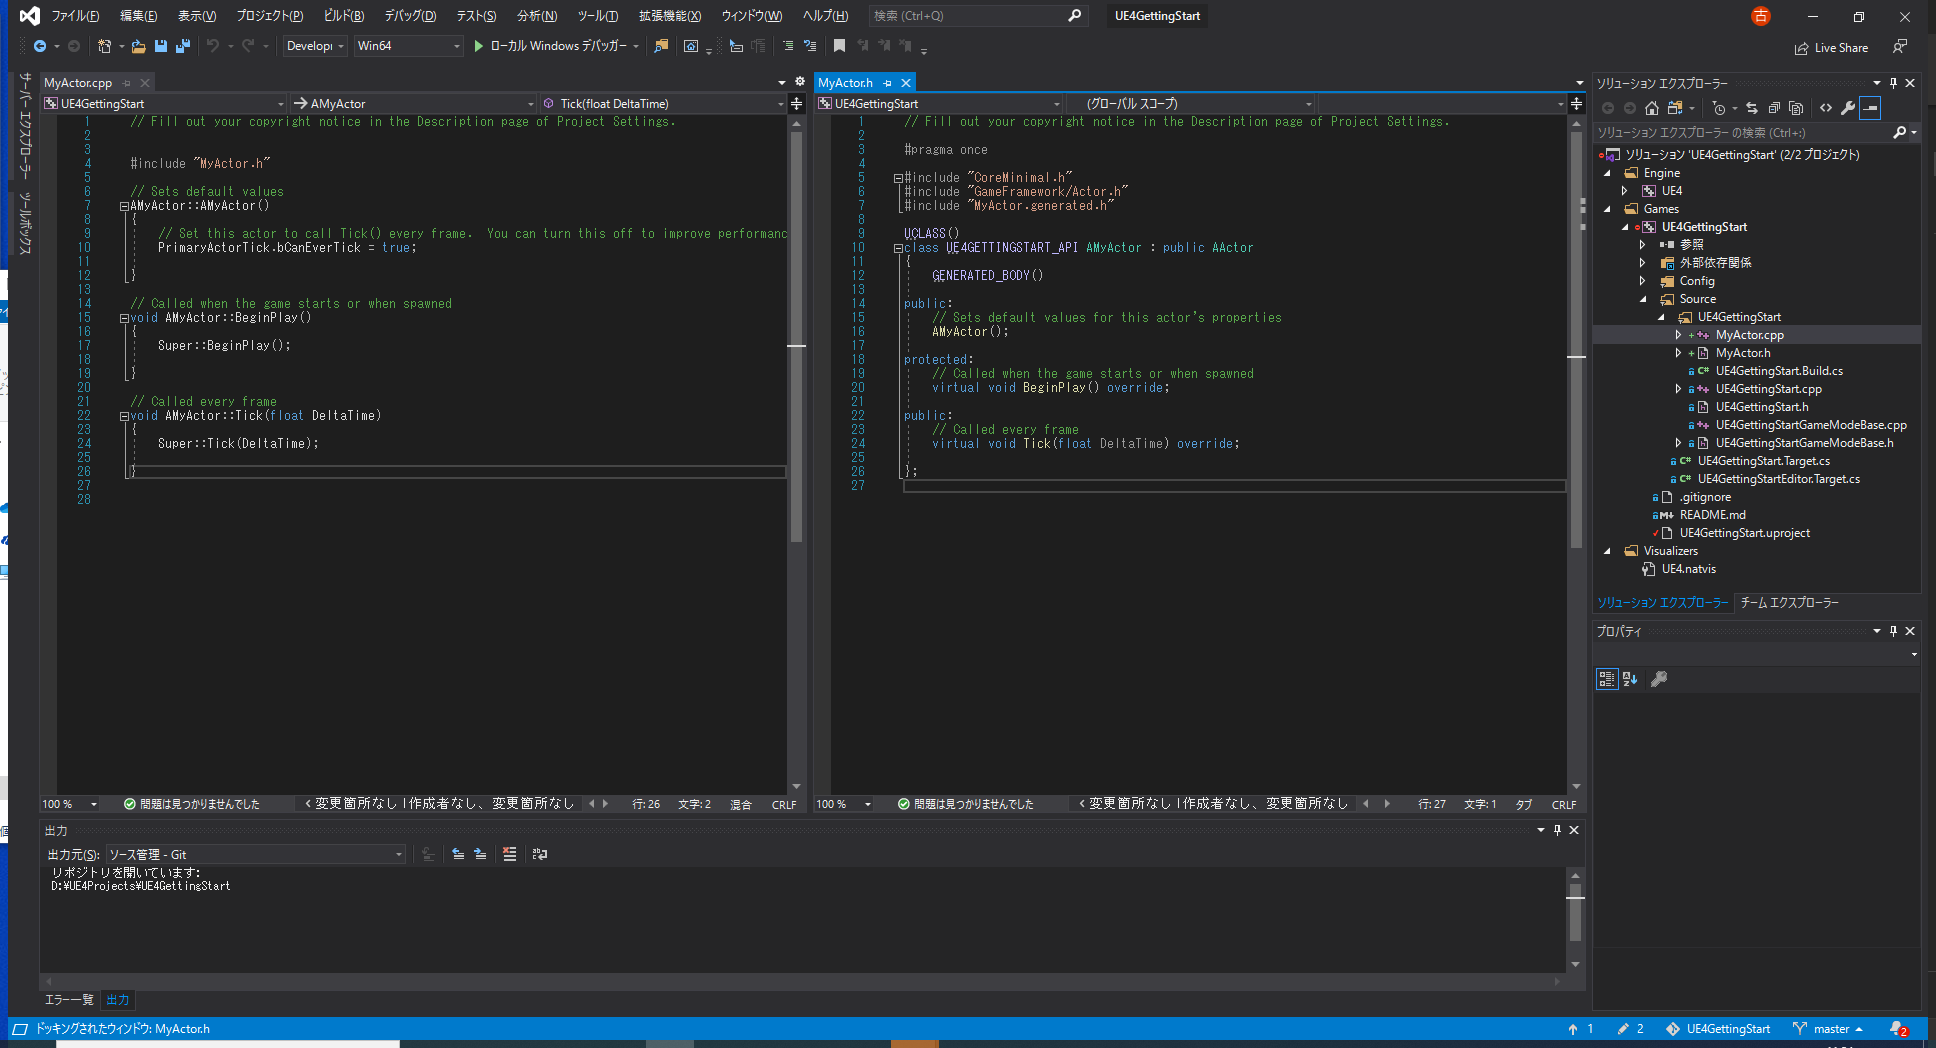 ファイル(F) 編集(E) 表示(V) プロジェクト(P) ビルド(B) デバッグ(D) テスト(S) 分析(N) ツール(T) 拡張機能(X) ウィンドウ(W) ヘルプ(H) 検索 (Ctrl+Q) UE4GettingStart 古
Developi Win64 ローカル Windows デバッガー Live Share
サーバー エクスプローラー
ツールボックス
MyActor.cpp
UE4GettingStart AMyActor Tick(float DeltaTime)
1 // Fill out your copyright notice in the Description page of Project Settings.
2
3
4 #include "MyActor.h"
5
6 // Sets default values
7 AMyActor::AMyActor()
8 {
9 // Set this actor to call Tick() every frame.  You can turn this off to improve performanc
10 PrimaryActorTick.bCanEverTick = true;
11
12 }
13
14 // Called when the game starts or when spawned
15 void AMyActor::BeginPlay()
16 {
17 Super::BeginPlay();
18
19 }
20
21 // Called every frame
22 void AMyActor::Tick(float DeltaTime)
23 {
24 Super::Tick(DeltaTime);
25
26 }
27
28
100 % 問題は見つかりませんでした 変更箇所なし | 作成者なし、変更箇所なし 行: 26 文字: 2 混合 CRLF
MyActor.h
UE4GettingStart (グローバル スコープ)
1 // Fill out your copyright notice in the Description page of Project Settings.
2
3 #pragma once
4
5 #include "CoreMinimal.h"
6 #include "GameFramework/Actor.h"
7 #include "MyActor.generated.h"
8
9 UCLASS()
10 class UE4GETTINGSTART_API AMyActor : public AActor
11 {
12 GENERATED_BODY()
13
14 public:
15 // Sets default values for this actor's properties
16 AMyActor();
17
18 protected:
19 // Called when the game starts or when spawned
20 virtual void BeginPlay() override;
21
22 public:
23 // Called every frame
24 virtual void Tick(float DeltaTime) override;
25
26 };
27
100 % 問題は見つかりませんでした 変更箇所なし | 作成者なし、変更箇所なし 行: 27 文字: 1 タブ CRLF
ソリューション エクスプローラー
ソリューション エクスプローラー の検索 (Ctrl+:)
ソリューション 'UE4GettingStart' (2/2 プロジェクト)
Engine
UE4
Games
UE4GettingStart
参照
外部依存関係
Config
Source
UE4GettingStart
MyActor.cpp
MyActor.h
UE4GettingStart.Build.cs
UE4GettingStart.cpp
UE4GettingStart.h
UE4GettingStartGameModeBase.cpp
UE4GettingStartGameModeBase.h
UE4GettingStart.Target.cs
UE4GettingStartEditor.Target.cs
.gitignore
README.md
UE4GettingStart.uproject
Visualizers
UE4.natvis
ソリューション エクスプローラー チーム エクスプローラー
プロパティ
出力
出力元(S): ソース管理 - Git
リポジトリを開いています:
D:¥UE4Projects¥UE4GettingStart
エラー一覧 出力
ドッキングされたウィンドウ: MyActor.h 1 2 UE4GettingStart master 2